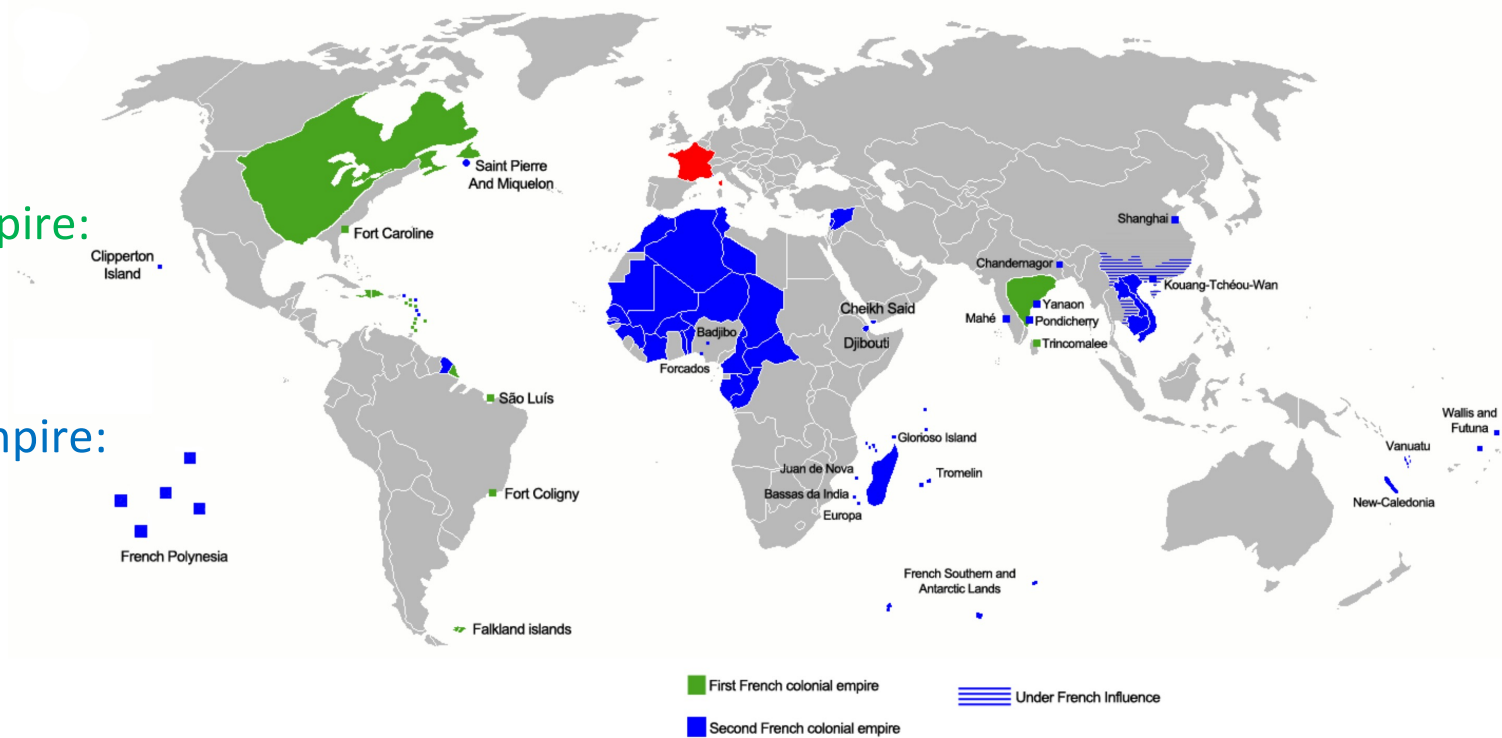 Saint Pierre
And Miquelon
pire:
Fort Caroline
Shanghai
Clipperton
Island
Chandernagor
Kouang-Tchéou-Wan
Cheikh Said
Yanaon
Mahé
Pondicherry
Badjibo
Djibouti
Trincomalee
Forcados
São Luís
Wallis and
Futuna
mpire:
Glorioso Island
Vanuatu
Juan de Nova
Tromelin
Bassas da India
Fort Coligny
New-Caledonia
Europa
French Polynesia
French Southern and
Antarctic Lands
Falkland islands
First French colonial empire
Under French Influence
Second French colonial empire